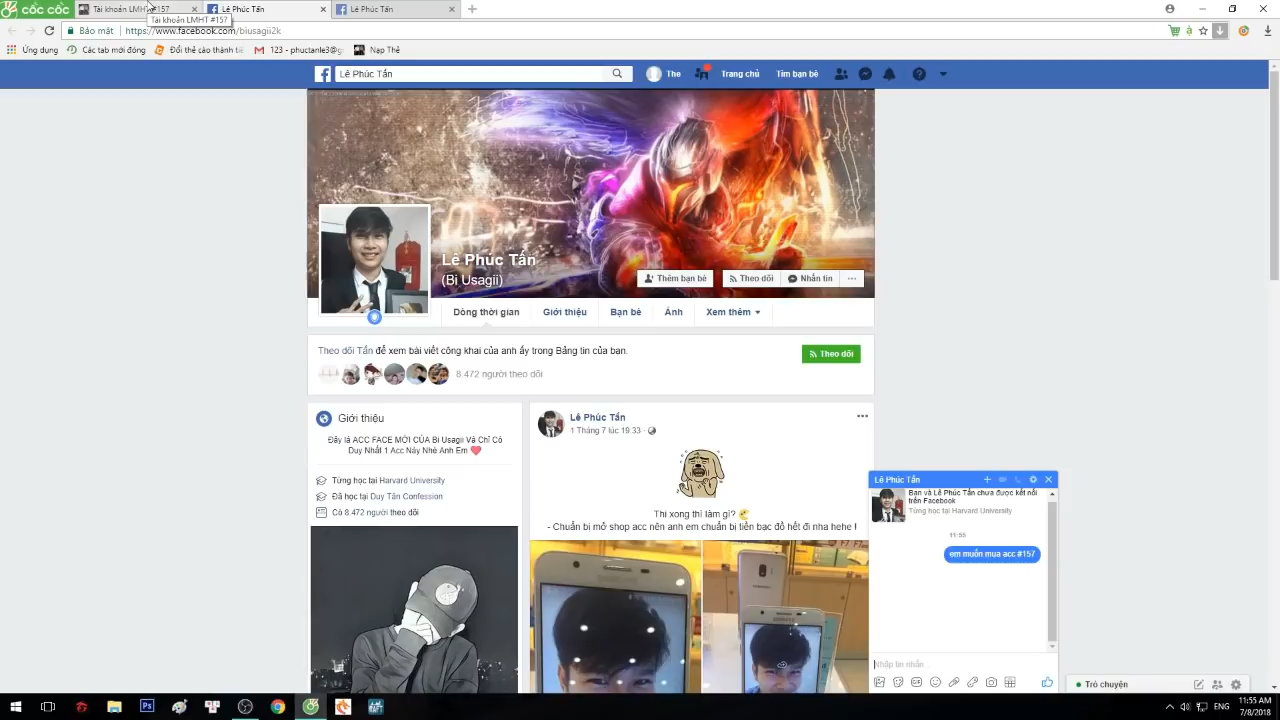 cốc cốc
Tài khoản LMHT #157
Lê Phúc Tấn
Lê Phúc Tấn
Tài khoản LMHT #157
Bảo mật
https://www.facebook.com/biusagii2k
Ứng dụng
Các tab mới đóng
Đổi thẻ cào thành tiề
123 - phuctanle3@g
Nạp Thẻ
Lê Phúc Tấn
The
Trang chủ
Tìm bạn bè
Lê Phúc Tấn
(Bi Usagii)
Thêm bạn bè
Theo dõi
Nhắn tin
Dòng thời gian
Giới thiệu
Bạn bè
Ảnh
Xem thêm
Theo dõi Tấn để xem bài viết công khai của anh ấy trong Bảng tin của bạn.
Theo dõi
8.472 người theo dõi
Giới thiệu
Đây là ACC FACE MỚI CỦA Bi Usagii Và Chỉ Có
Duy Nhất 1 Acc Này Nhé Anh Em
Từng học tại Harvard University
Đã học tại Duy Tân Confession
Có 8.472 người theo dõi
Lê Phúc Tấn
1 Tháng 7 lúc 19:33
Thi xong thì làm gì?
- Chuẩn bị mở shop acc nên anh em chuẩn bị tiền bạc đồ hết đi nha hehe !
Lê Phúc Tấn
Bạn và Lê Phúc Tấn chưa được kết nối
trên Facebook
Từng học tại Harvard University
11:55
em muốn mua acc #157
Nhập tin nhắn...
Trò chuyện
ENG
11:55 AM
7/8/2018